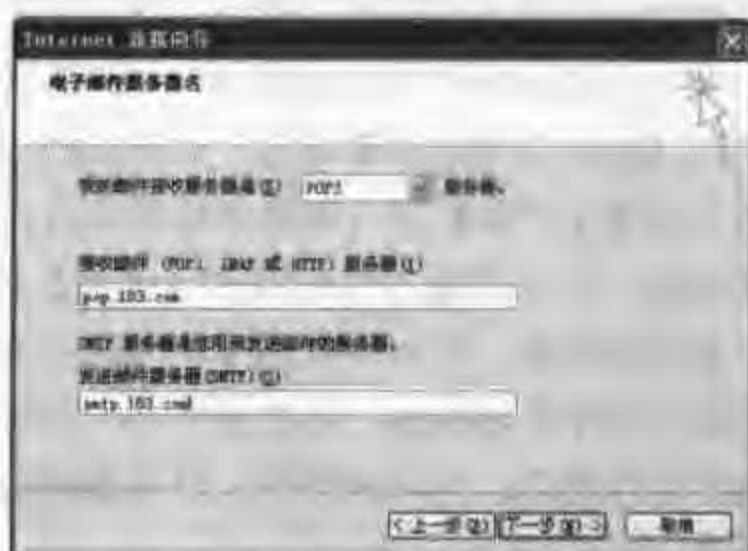 Internet 连接向导
电子邮件服务器名
我的邮件接收服务器是(S) POP3 服务器。
接收邮件 (POP3, IMAP 或 HTTP) 服务器(I)
pop.163.com
SMTP 服务器是您用来发送邮件的服务器。
发送邮件服务器(SMTP)(O)
smtp.163.com
< 上一步(B) 下一步(N) > 取消